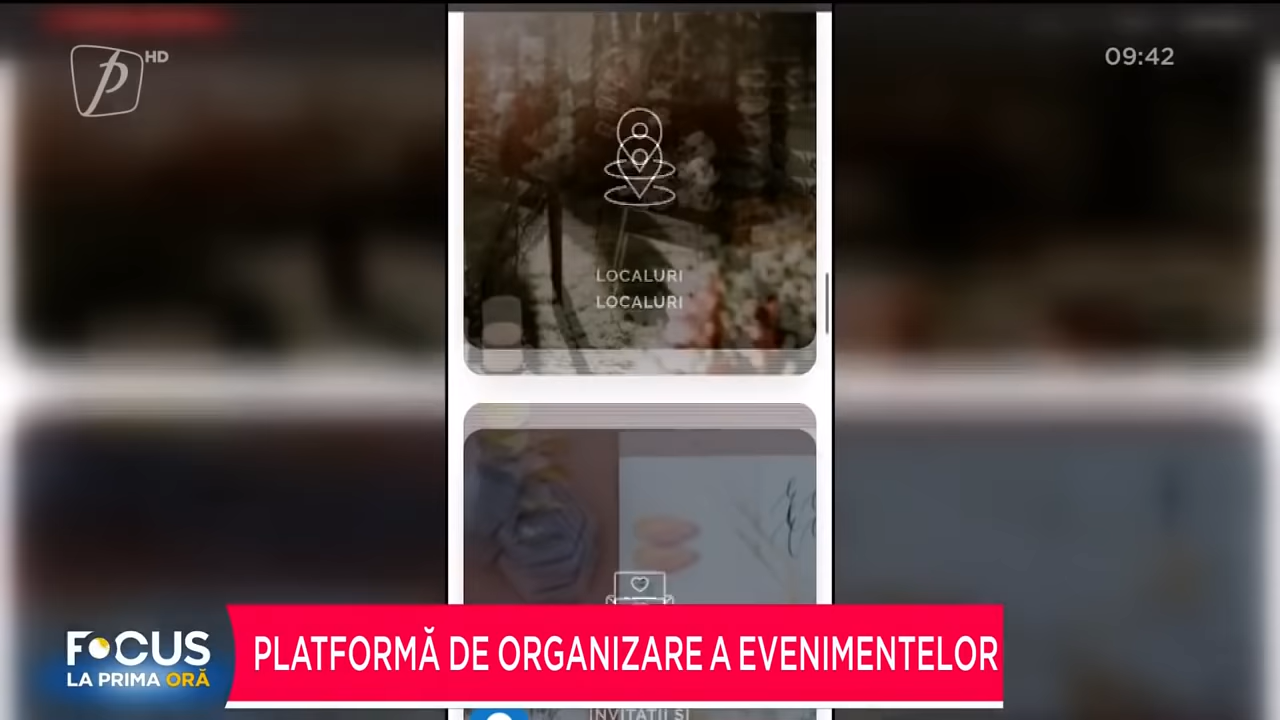 p HD
09:42
LOCALURI
LOCALURI
FOCUS
LA PRIMA ORĂ
PLATFORMĂ DE ORGANIZARE A EVENIMENTELOR
INVITAȚII ȘI